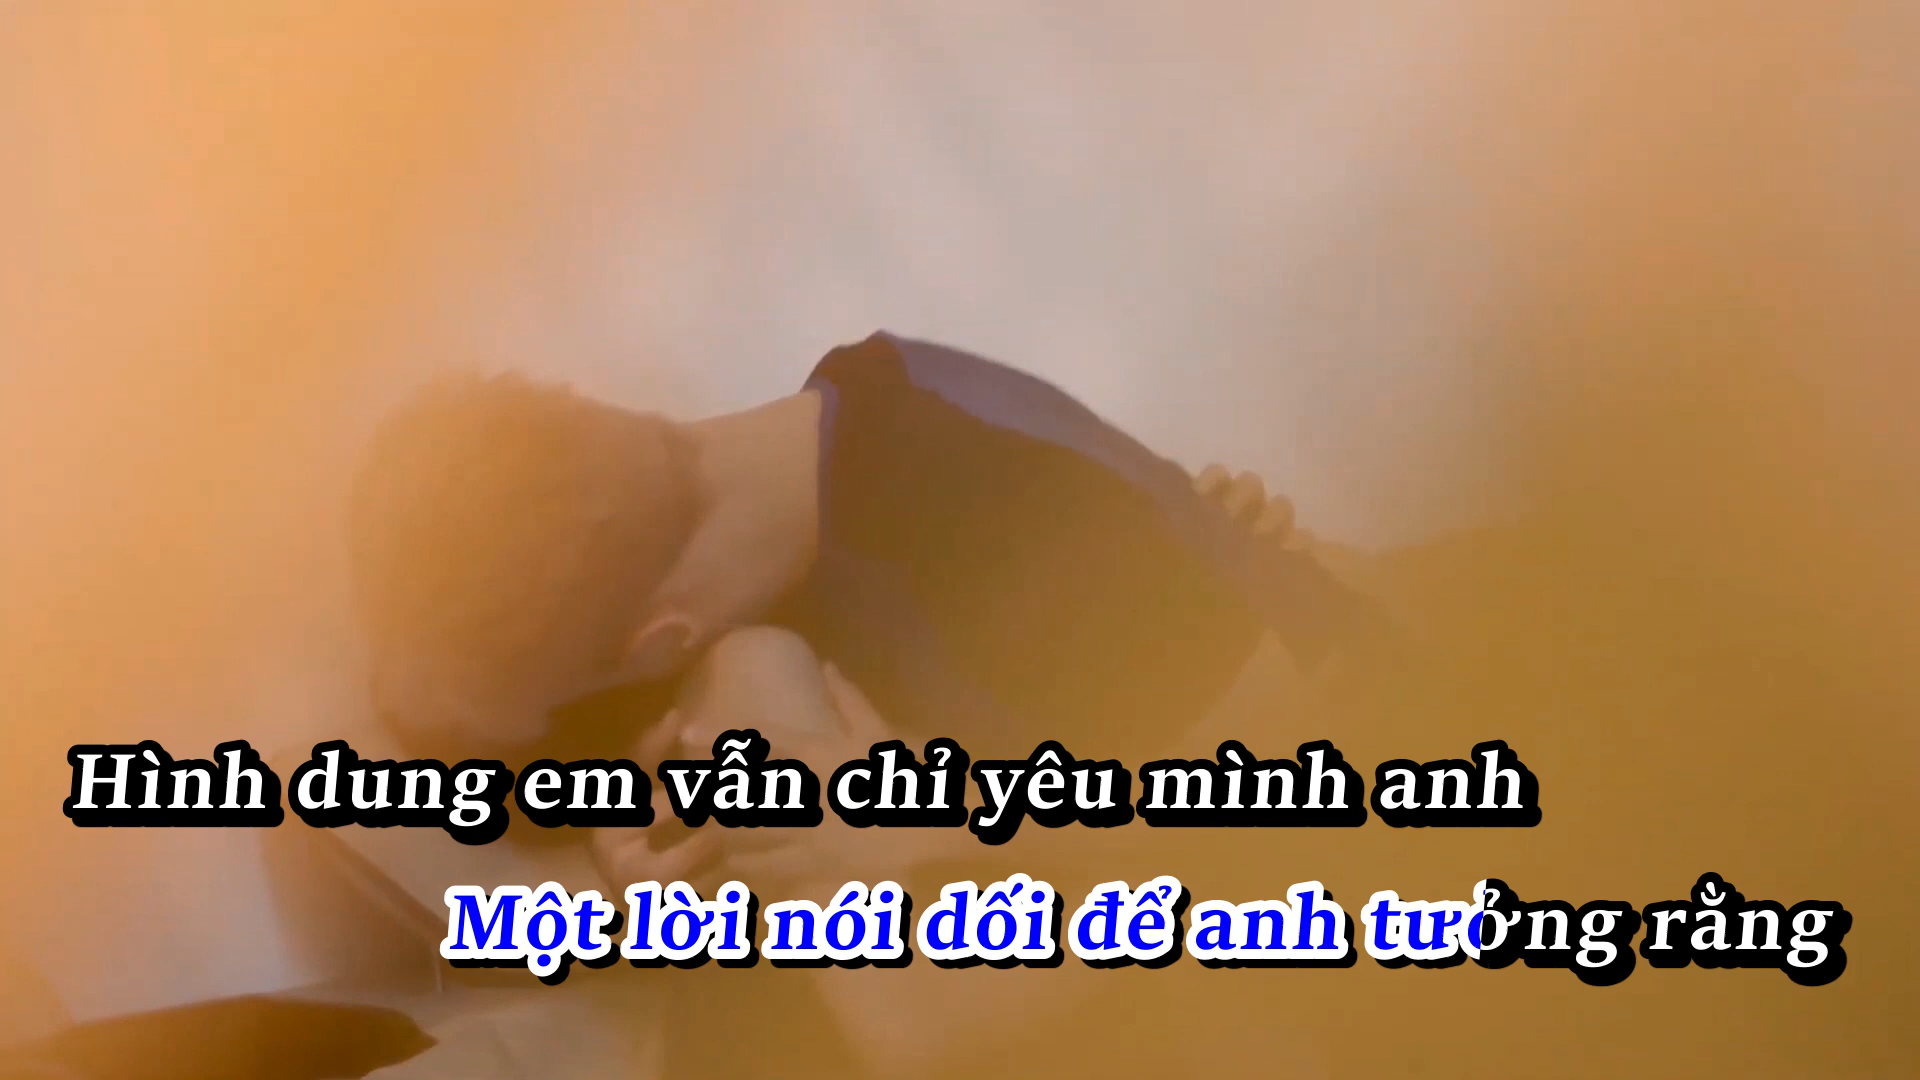 Hình dung em vẫn chỉ yêu mình anh
Một lời nói dối để anh tưởng rằng